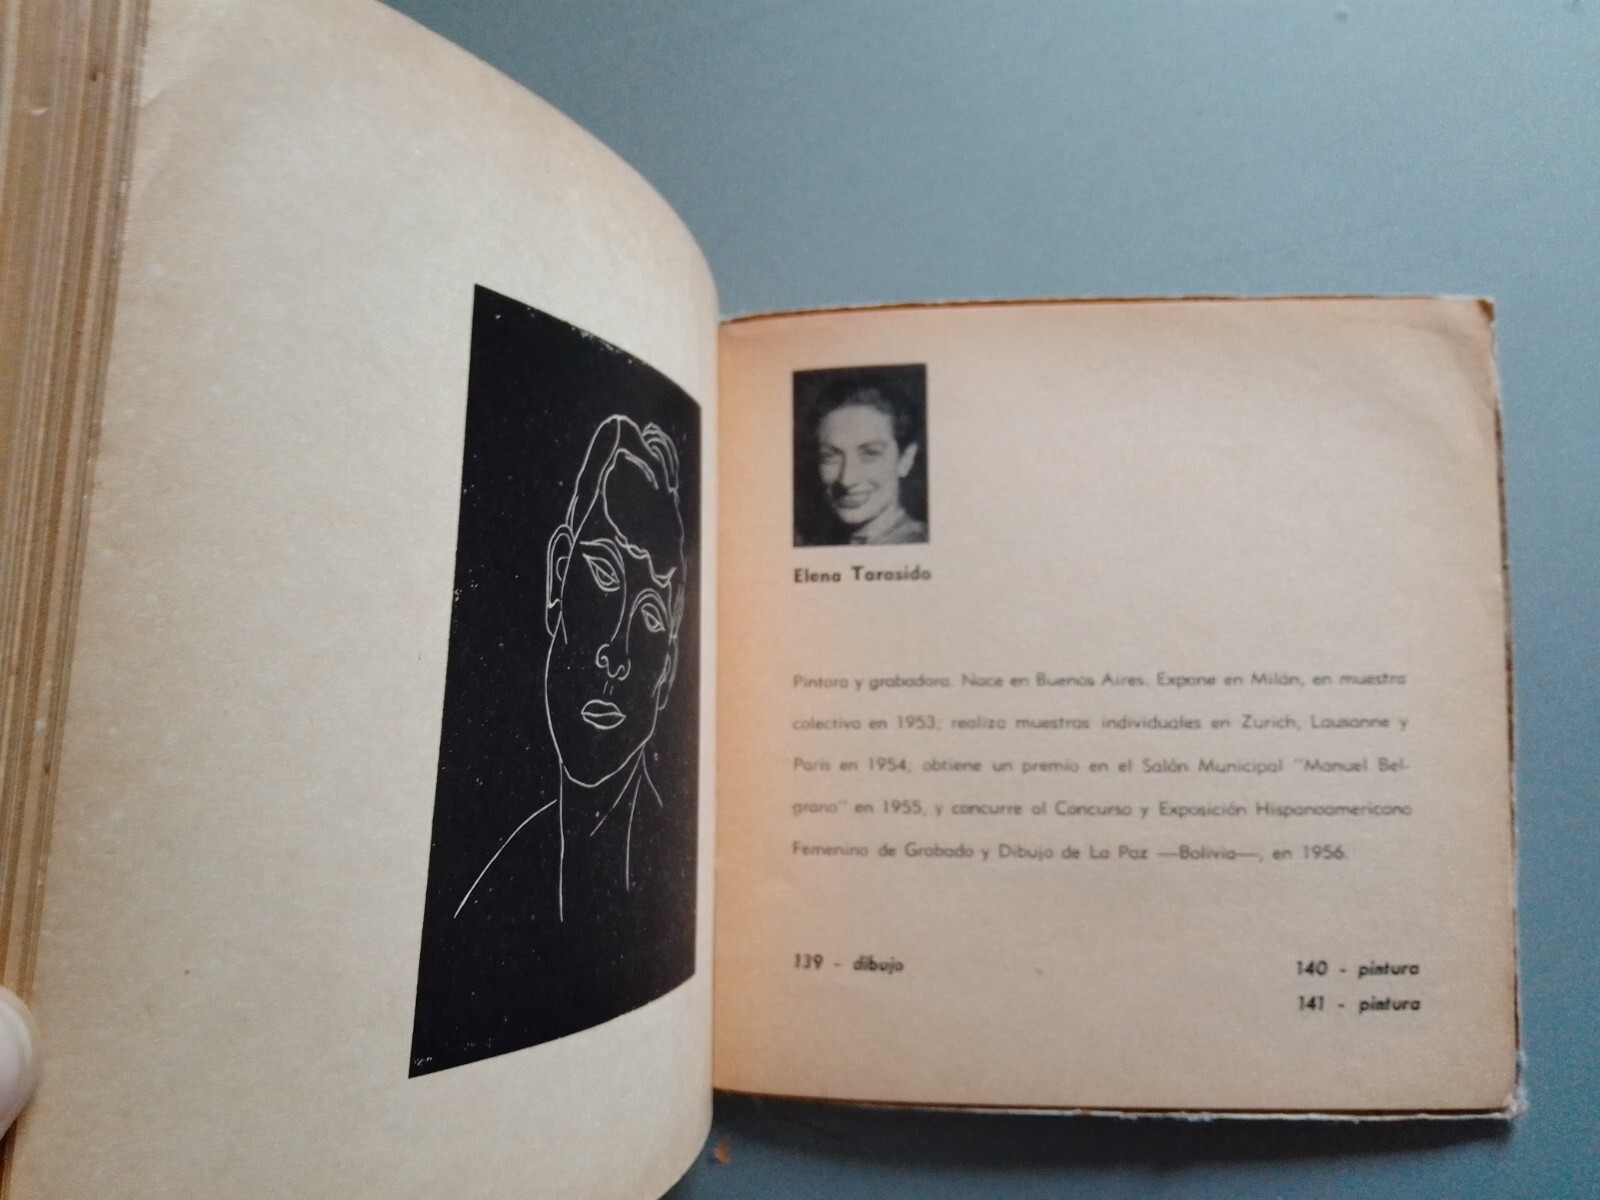 Elena Tarasido
Pintora y grabadora. Nace en Buenos Aires. Expone en Milán, en muestra
colectiva en 1953; realiza muestras individuales en Zurich, Lausanne y
París en 1954; obtiene un premio en el Salón Municipal "Manuel Bel-
grano" en 1955, y concurre al Concurso y Exposición Hispanoamericano
Femenino de Grabado y Dibujo de La Paz —Bolivia—, en 1956.
139 - dibujo
140 - pintura
141 - pintura